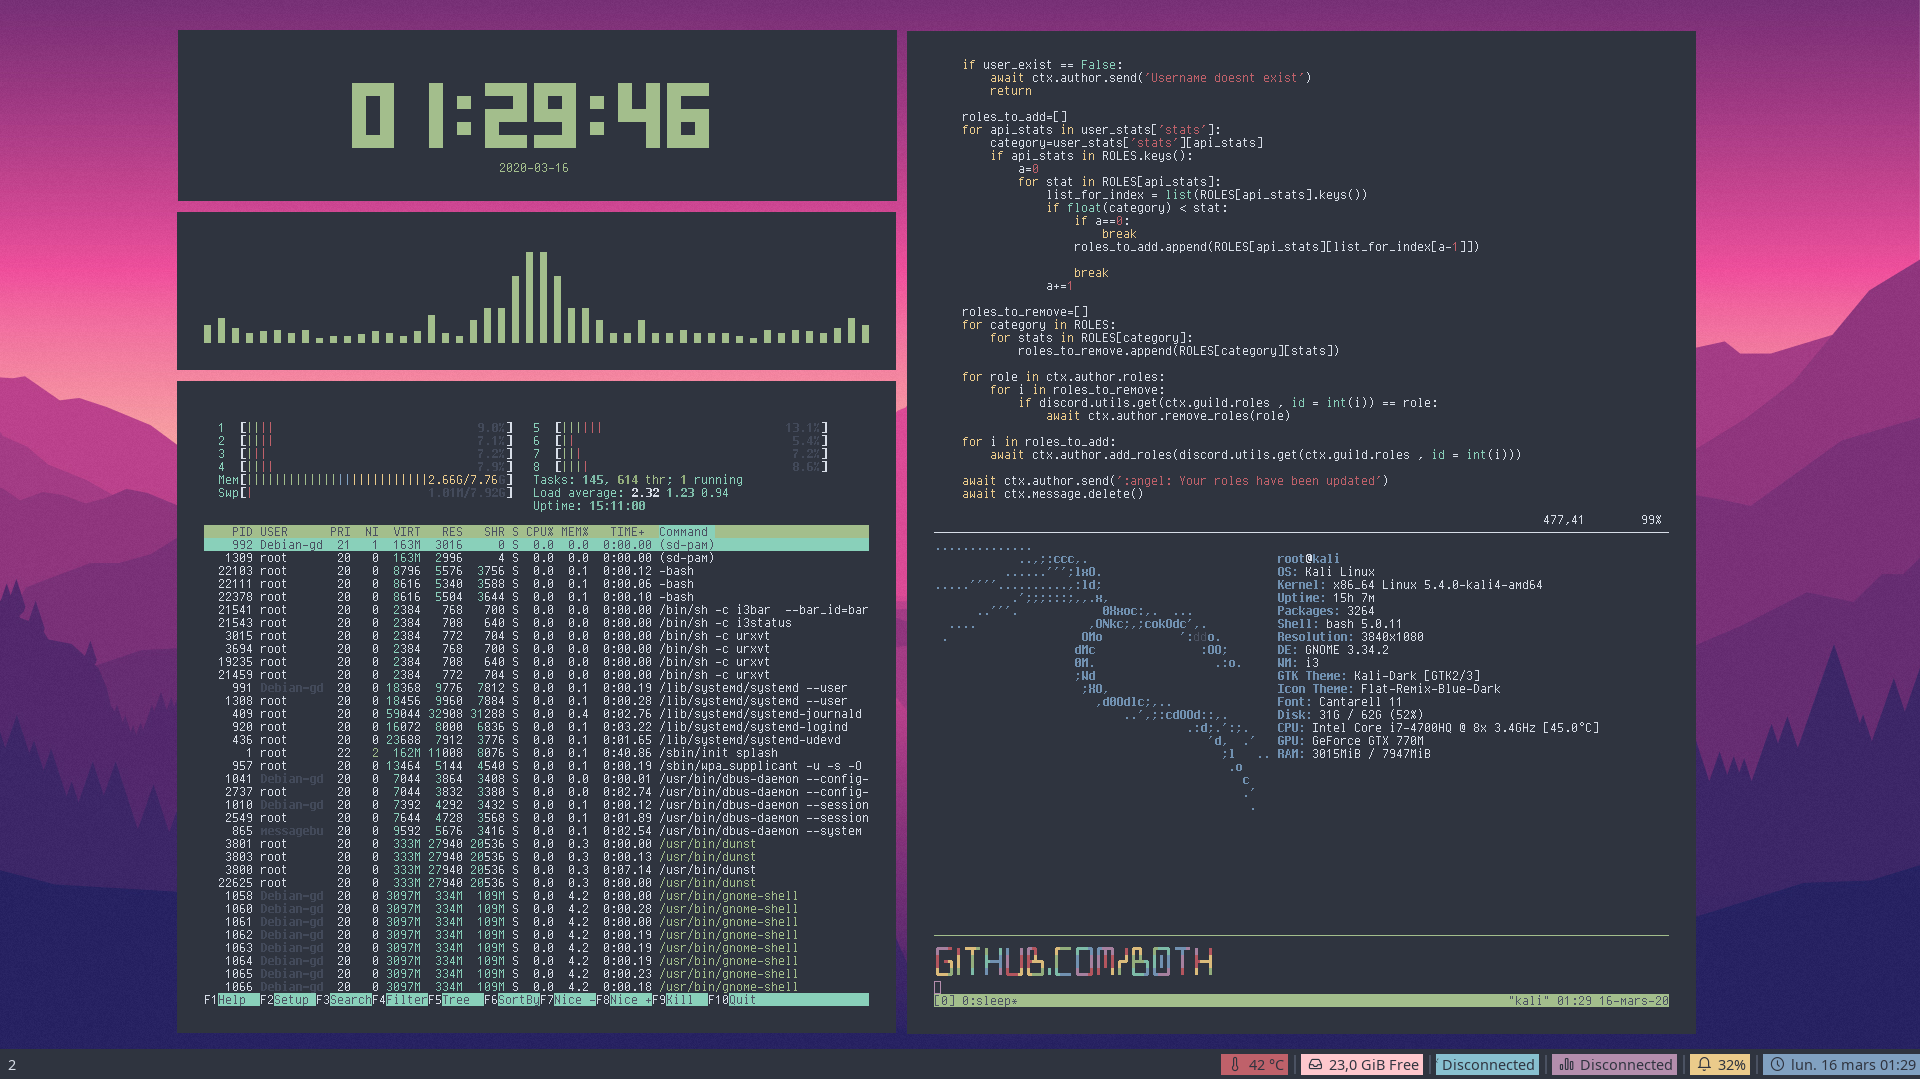 01:29:46
2020-03-16
1 [|||| 9.0%] 5 [|||||| 13.1%]
2 [|||| 7.1%] 6 [|| 5.4%]
3 [||| 7.2%] 7 [||| 7.2%]
4 [|||| 7.9%] 8 [|||| 8.6%]
Mem[||||||||||||||||||||||||||2.66G/7.76G] Tasks: 145, 614 thr; 1 running
Swp[| 1.01M/7.92G] Load average: 2.32 1.23 0.94
Uptime: 15:11:00
PID USER PRI NI VIRT RES SHR S CPU% MEM% TIME+ Command
992 Debian-gd 21 1 163M 3016 0 S 0.0 0.0 0:00.00 (sd-pam)
1309 root 20 0 163M 2996 4 S 0.0 0.0 0:00.00 (sd-pam)
22103 root 20 0 8796 5576 3756 S 0.0 0.1 0:00.12 -bash
22111 root 20 0 8616 5340 3588 S 0.0 0.1 0:00.06 -bash
22378 root 20 0 8616 5504 3644 S 0.0 0.1 0:00.10 -bash
21541 root 20 0 2384 768 700 S 0.0 0.0 0:00.00 /bin/sh -c i3bar --bar_id=bar
21543 root 20 0 2384 708 640 S 0.0 0.0 0:00.00 /bin/sh -c i3status
3015 root 20 0 2384 772 704 S 0.0 0.0 0:00.00 /bin/sh -c urxvt
3694 root 20 0 2384 768 700 S 0.0 0.0 0:00.00 /bin/sh -c urxvt
19235 root 20 0 2384 708 640 S 0.0 0.0 0:00.00 /bin/sh -c urxvt
21459 root 20 0 2384 772 704 S 0.0 0.0 0:00.00 /bin/sh -c urxvt
991 Debian-gd 20 0 18368 9776 7812 S 0.0 0.1 0:00.19 /lib/systemd/systemd --user
1308 root 20 0 18456 9960 7884 S 0.0 0.1 0:00.28 /lib/systemd/systemd --user
409 root 20 0 59044 32908 31288 S 0.0 0.4 0:02.76 /lib/systemd/systemd-journald
920 root 20 0 16072 8000 6836 S 0.0 0.1 0:03.22 /lib/systemd/systemd-logind
436 root 20 0 23688 7912 3776 S 0.0 0.1 0:01.65 /lib/systemd/systemd-udevd
1 root 22 2 162M 11008 8076 S 0.0 0.1 0:40.86 /sbin/init splash
957 root 20 0 13464 5144 4540 S 0.0 0.1 0:00.19 /sbin/wpa_supplicant -u -s -O
1041 Debian-gd 20 0 7044 3864 3408 S 0.0 0.0 0:00.01 /usr/bin/dbus-daemon --config-
2737 root 20 0 7044 3832 3380 S 0.0 0.0 0:02.74 /usr/bin/dbus-daemon --config-
1010 Debian-gd 20 0 7392 4292 3432 S 0.0 0.1 0:00.12 /usr/bin/dbus-daemon --session
2549 root 20 0 7644 4728 3568 S 0.0 0.1 0:01.89 /usr/bin/dbus-daemon --session
865 messagebu 20 0 9592 5676 3416 S 0.0 0.1 0:02.54 /usr/bin/dbus-daemon --system
3801 root 20 0 333M 27940 20536 S 0.0 0.3 0:00.00 /usr/bin/dunst
3803 root 20 0 333M 27940 20536 S 0.0 0.3 0:00.13 /usr/bin/dunst
3800 root 20 0 333M 27940 20536 S 0.0 0.3 0:07.14 /usr/bin/dunst
22625 root 20 0 333M 27940 20536 S 0.0 0.3 0:00.00 /usr/bin/dunst
1058 Debian-gd 20 0 3097M 334M 109M S 0.0 4.2 0:00.00 /usr/bin/gnome-shell
1060 Debian-gd 20 0 3097M 334M 109M S 0.0 4.2 0:00.28 /usr/bin/gnome-shell
1061 Debian-gd 20 0 3097M 334M 109M S 0.0 4.2 0:00.00 /usr/bin/gnome-shell
1062 Debian-gd 20 0 3097M 334M 109M S 0.0 4.2 0:00.19 /usr/bin/gnome-shell
1063 Debian-gd 20 0 3097M 334M 109M S 0.0 4.2 0:00.19 /usr/bin/gnome-shell
1064 Debian-gd 20 0 3097M 334M 109M S 0.0 4.2 0:00.19 /usr/bin/gnome-shell
1065 Debian-gd 20 0 3097M 334M 109M S 0.0 4.2 0:00.23 /usr/bin/gnome-shell
1066 Debian-gd 20 0 3097M 334M 109M S 0.0 4.2 0:00.18 /usr/bin/gnome-shell
F1Help F2Setup F3SearchF4FilterF5Tree F6SortByF7Nice -F8Nice +F9Kill F10Quit
if user_exist == False:
await ctx.author.send('Username doesnt exist')
return
roles_to_add=[]
for api_stats in user_stats['stats']:
category=user_stats['stats'][api_stats]
if api_stats in ROLES.keys():
a=0
for stat in ROLES[api_stats]:
list_for_index = list(ROLES[api_stats].keys())
if float(category) < stat:
if a==0:
break
roles_to_add.append(ROLES[api_stats][list_for_index[a-1]])
break
a+=1
roles_to_remove=[]
for category in ROLES:
for stats in ROLES[category]:
roles_to_remove.append(ROLES[category][stats])
for role in ctx.author.roles:
for i in roles_to_remove:
if discord.utils.get(ctx.guild.roles , id = int(i)) == role:
await ctx.author.remove_roles(role)
for i in roles_to_add:
await ctx.author.add_roles(discord.utils.get(ctx.guild.roles , id = int(i)))
await ctx.author.send(':angel: Your roles have been updated')
await ctx.message.delete()
477,41 99%
root@kali
OS: Kali Linux
Kernel: x86_64 Linux 5.4.0-kali4-amd64
Uptime: 15h 7m
Packages: 3264
Shell: bash 5.0.11
Resolution: 3840x1080
DE: GNOME 3.34.2
WM: i3
GTK Theme: Kali-Dark [GTK2/3]
Icon Theme: Flat-Remix-Blue-Dark
Font: Cantarell 11
Disk: 31G / 62G (52%)
CPU: Intel Core i7-4700HQ @ 8x 3.4GHz [45.0°C]
GPU: GeForce GTX 770M
RAM: 3015MiB / 7947MiB
GITHUB.COM/B0TH
[0] 0:sleep* "kali" 01:29 16-mars-20
2 42 °C 23,0 GiB Free Disconnected Disconnected 32% lun. 16 mars 01:29